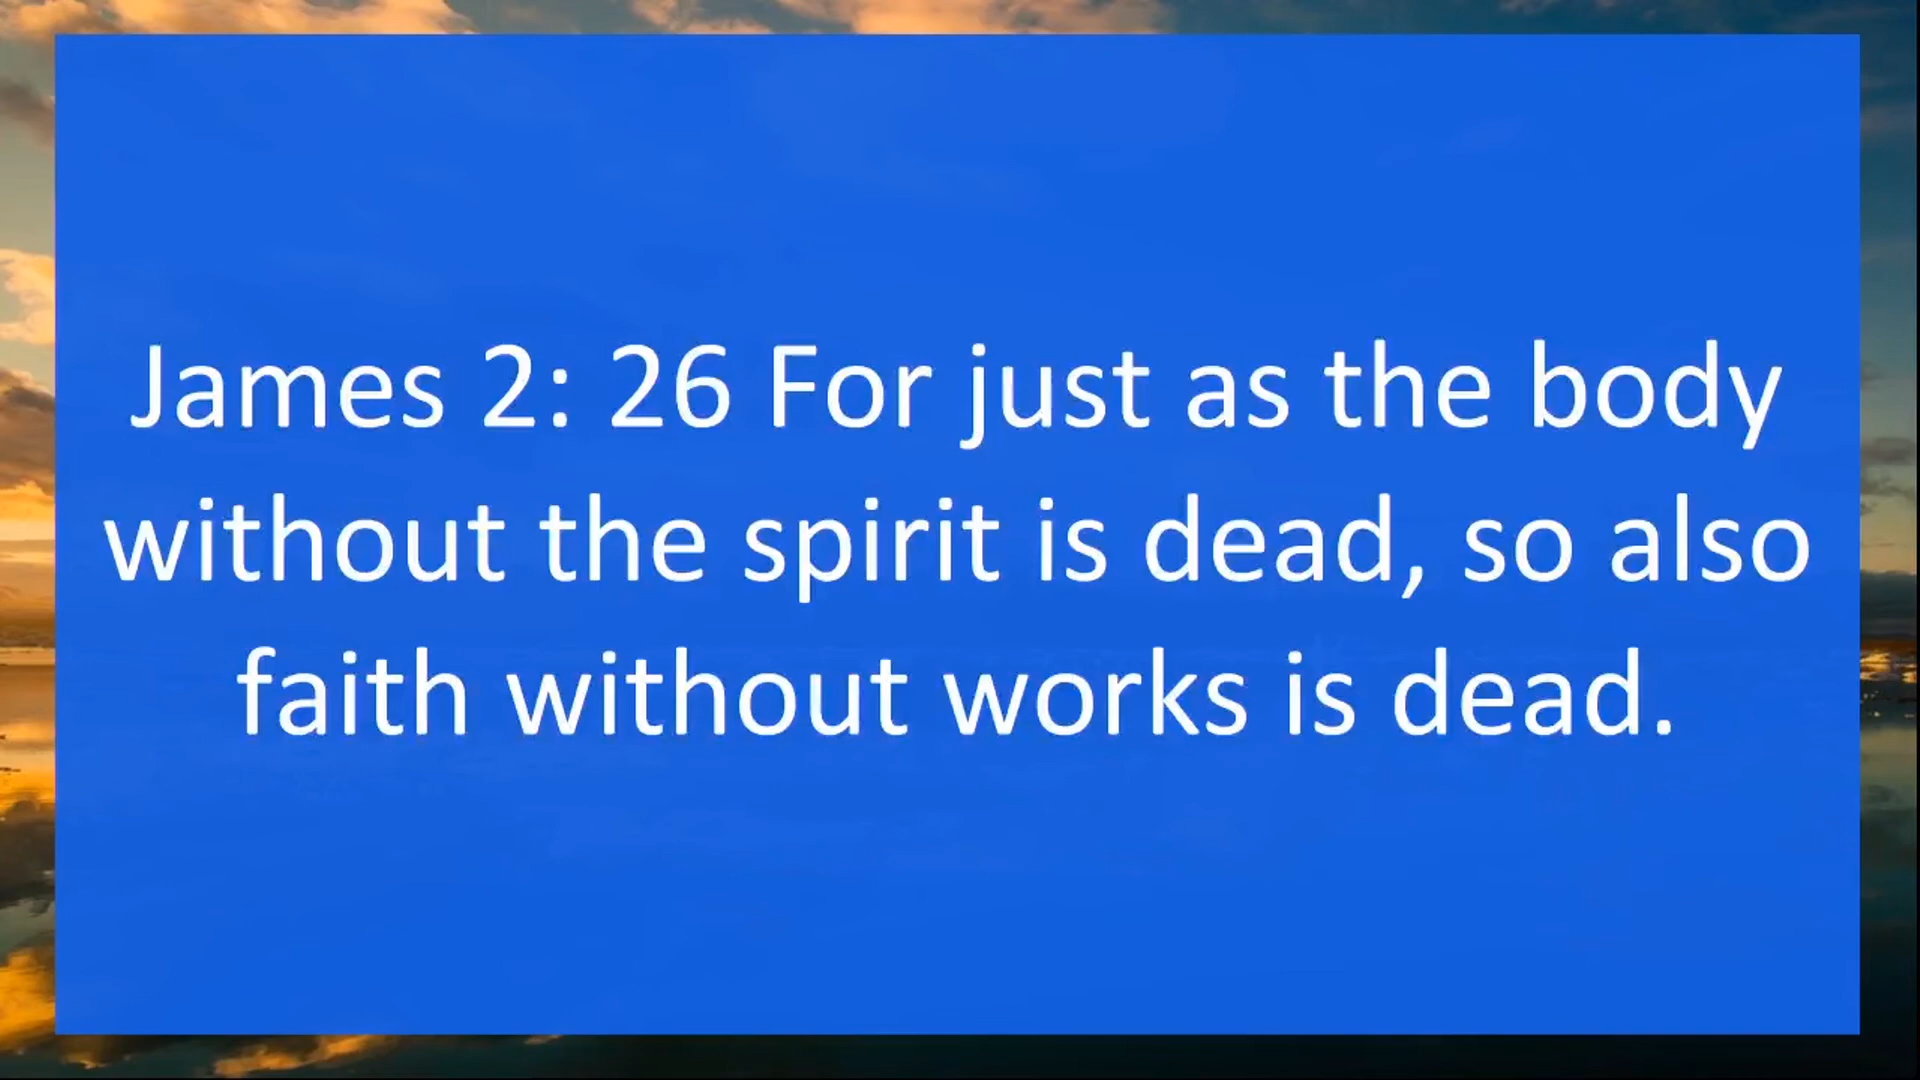 James 2: 26 For just as the body
without the spirit is dead, so also
faith without works is dead.